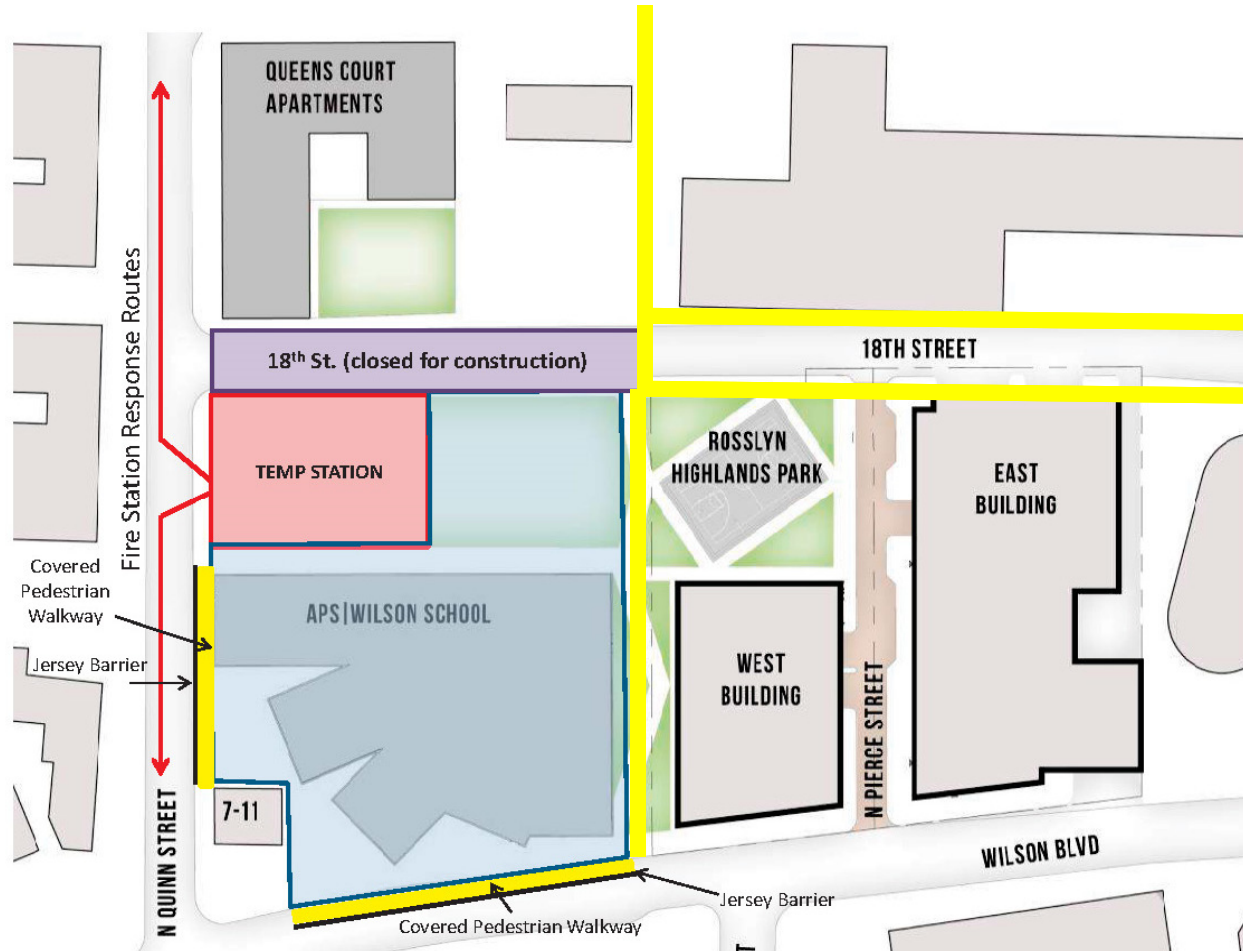 QUEENS COURT
APARTMENTS
Fire Station Response Routes
18th St. (closed for construction)
18TH STREET
TEMP STATION
ROSSLYN
HIGHLANDS PARK
EAST
BUILDING
Covered
Pedestrian
Walkway
APS|WILSON SCHOOL
Jersey Barrier
WEST
BUILDING
N PIERCE STREET
7-11
N QUINN STREET
WILSON BLVD
Jersey Barrier
Covered Pedestrian Walkway